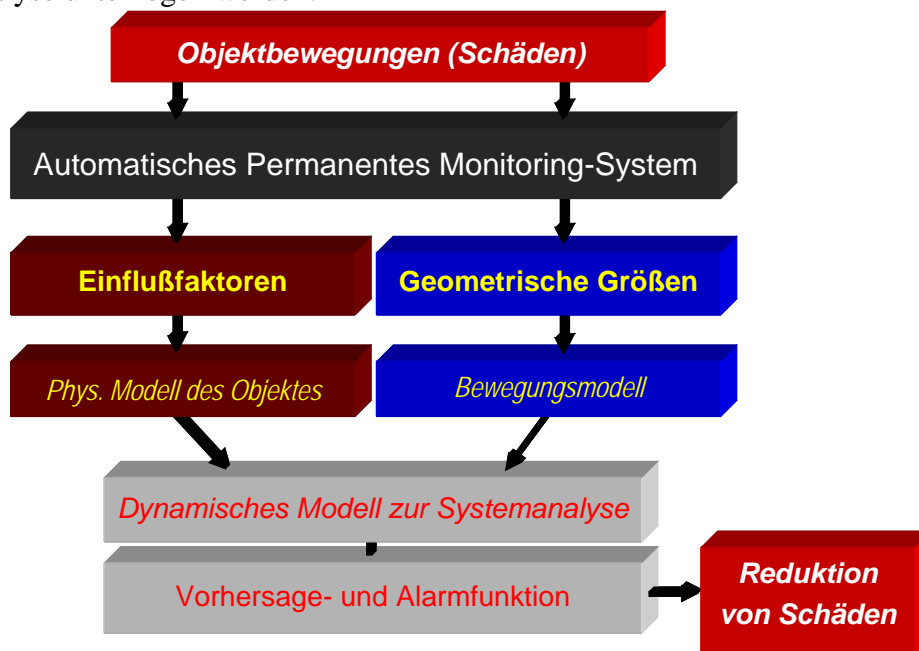 Objektbewegungen (Schäden)
Automatisches Permanentes Monitoring-System
Einflußfaktoren
Geometrische Größen
Phys. Modell des Objektes
Bewegungsmodell
Dynamisches Modell zur Systemanalyse
Vorhersage- und Alarmfunktion
Reduktion
von Schäden